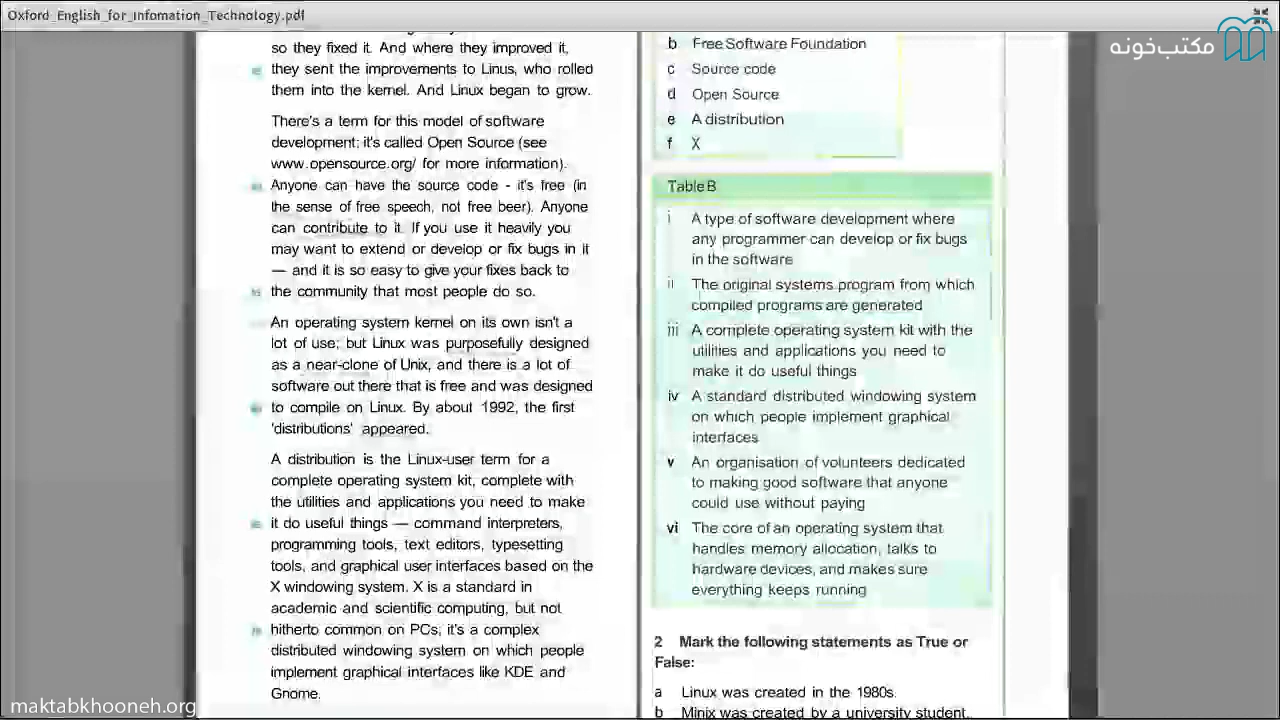 Oxford_English_for_Infomation_Technology.pdf
مکتب‌خونه
so they fixed it. And where they improved it,
they sent the improvements to Linus, who rolled
them into the kernel. And Linux began to grow.
There's a term for this model of software
development; it's called Open Source (see
www.opensource.org/ for more information).
Anyone can have the source code - it's free (in
the sense of free speech, not free beer). Anyone
can contribute to it. If you use it heavily you
may want to extend or develop or fix bugs in it
— and it is so easy to give your fixes back to
the community that most people do so.
An operating system kernel on its own isn't a
lot of use; but Linux was purposefully designed
as a near-clone of Unix, and there is a lot of
software out there that is free and was designed
to compile on Linux. By about 1992, the first
'distributions' appeared.
A distribution is the Linux-user term for a
complete operating system kit, complete with
the utilities and applications you need to make
it do useful things — command interpreters,
programming tools, text editors, typesetting
tools, and graphical user interfaces based on the
X windowing system. X is a standard in
academic and scientific computing, but not
hitherto common on PCs; it's a complex
distributed windowing system on which people
implement graphical interfaces like KDE and
Gnome.
b Free Software Foundation
c Source code
d Open Source
e A distribution
f X
Table B
i A type of software development where
any programmer can develop or fix bugs
in the software
ii The original systems program from which
compiled programs are generated
iii A complete operating system kit with the
utilities and applications you need to
make it do useful things
iv A standard distributed windowing system
on which people implement graphical
interfaces
v An organisation of volunteers dedicated
to making good software that anyone
could use without paying
vi The core of an operating system that
handles memory allocation, talks to
hardware devices, and makes sure
everything keeps running
2 Mark the following statements as True or
False:
a Linux was created in the 1980s.
b Minix was created by a university student.
maktabkhooneh.org